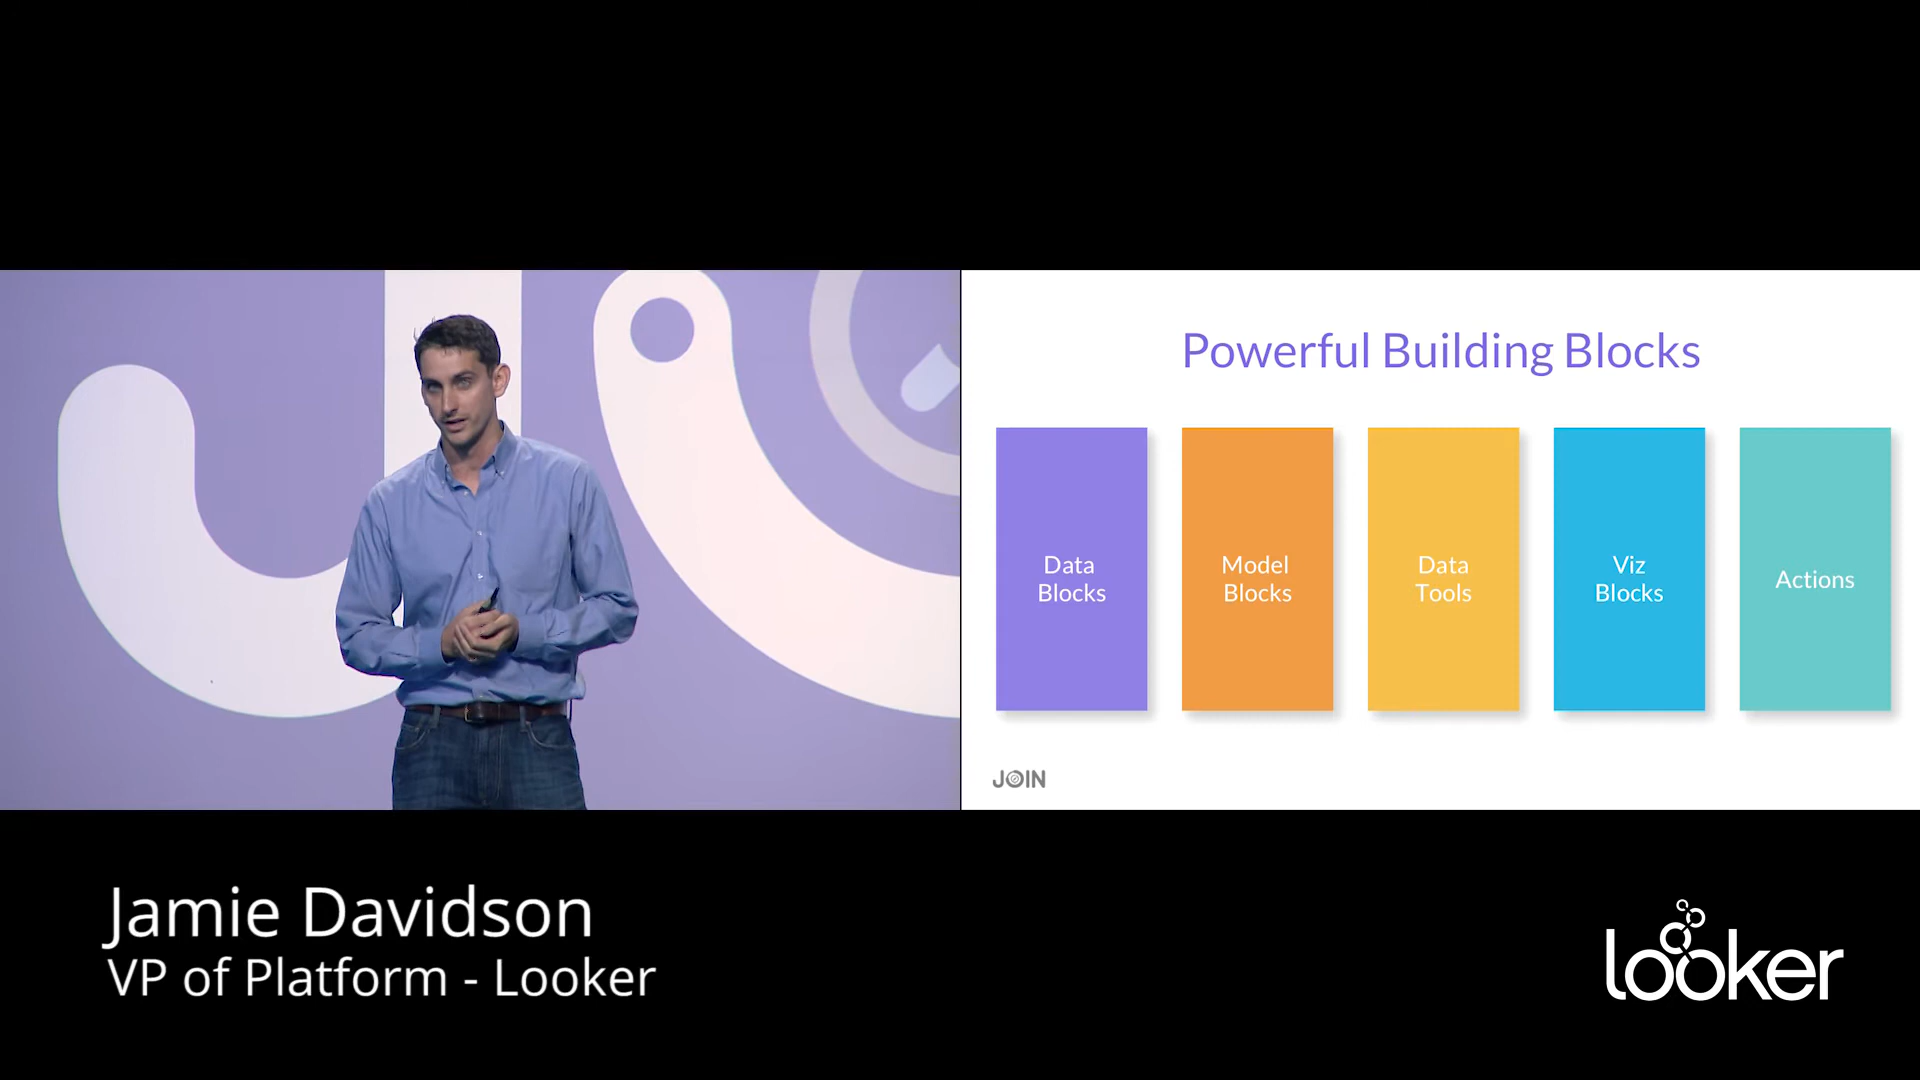 Powerful Building Blocks
Data
Blocks
Model
Blocks
Data
Tools
Viz
Blocks
Actions
JOIN
Jamie Davidson
VP of Platform - Looker
looker